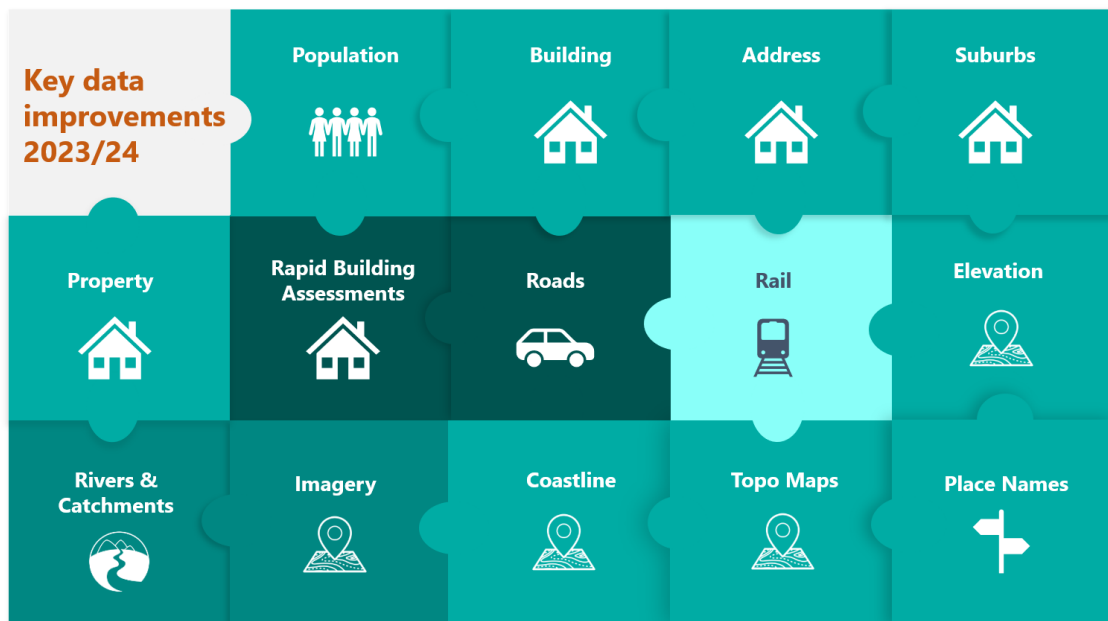 Key data
improvements
2023/24
Population
Building
Address
Suburbs
Property
Rapid Building
Assessments
Roads
Rail
Elevation
Rivers &
Catchments
Imagery
Coastline
Topo Maps
Place Names